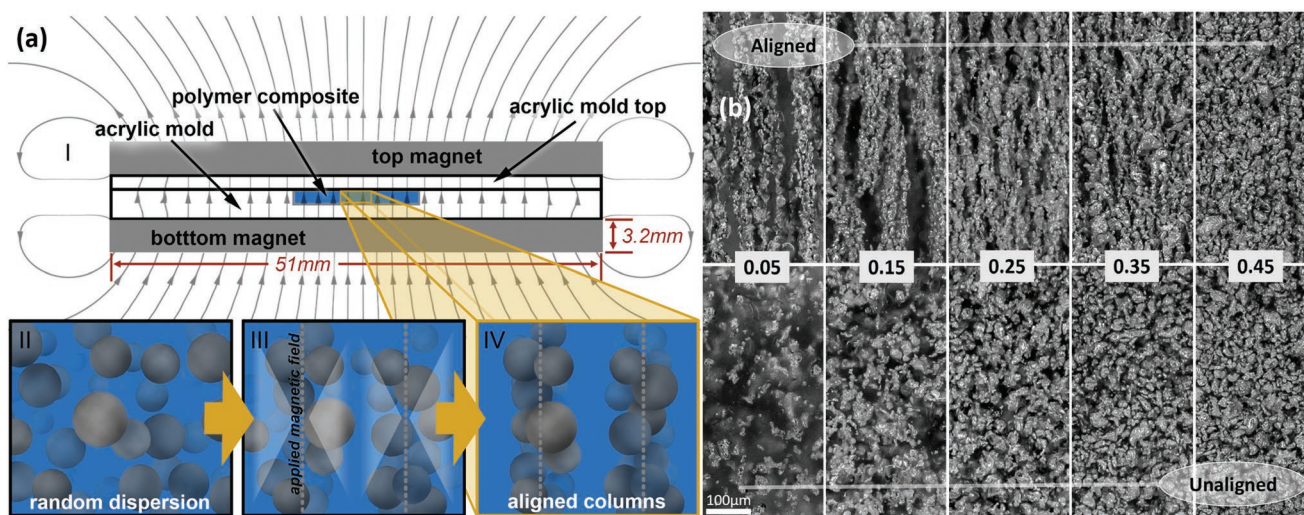 (a)
polymer composite
acrylic mold top
acrylic mold
I
top magnet
botttom magnet
3.2mm
51mm
II
random dispersion
III
applied magnetic field
IV
aligned columns
Aligned
(b)
0.05
0.15
0.25
0.35
0.45
100μm
Unaligned